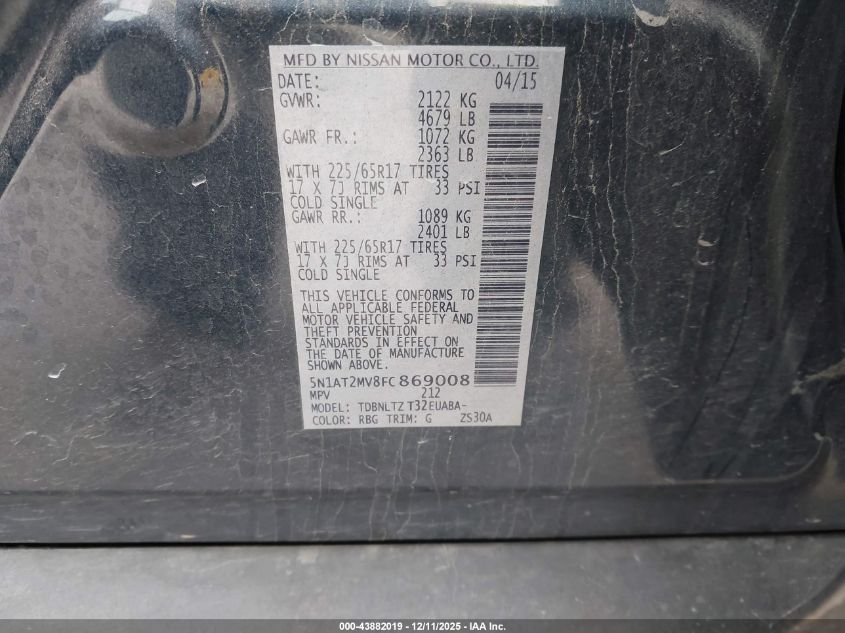 MFD BY NISSAN MOTOR CO., LTD.
DATE: 04/15
GVWR: 2122 KG
4679 LB
GAWR FR.: 1072 KG
2363 LB
WITH 225/65R17 TIRES
17 X 7J RIMS AT 33 PSI
COLD SINGLE
GAWR RR.: 1089 KG
2401 LB
WITH 225/65R17 TIRES
17 X 7J RIMS AT 33 PSI
COLD SINGLE
THIS VEHICLE CONFORMS TO
ALL APPLICABLE FEDERAL
MOTOR VEHICLE SAFETY AND
THEFT PREVENTION
STANDARDS IN EFFECT ON
THE DATE OF MANUFACTURE
SHOWN ABOVE.
5N1AT2MV8FC869008
MPV 212
MODEL: TDBNLTZ T32EUABA-
COLOR: RBG TRIM: G ZS30A
000-43882019 - 12/11/2025 - IAA Inc.